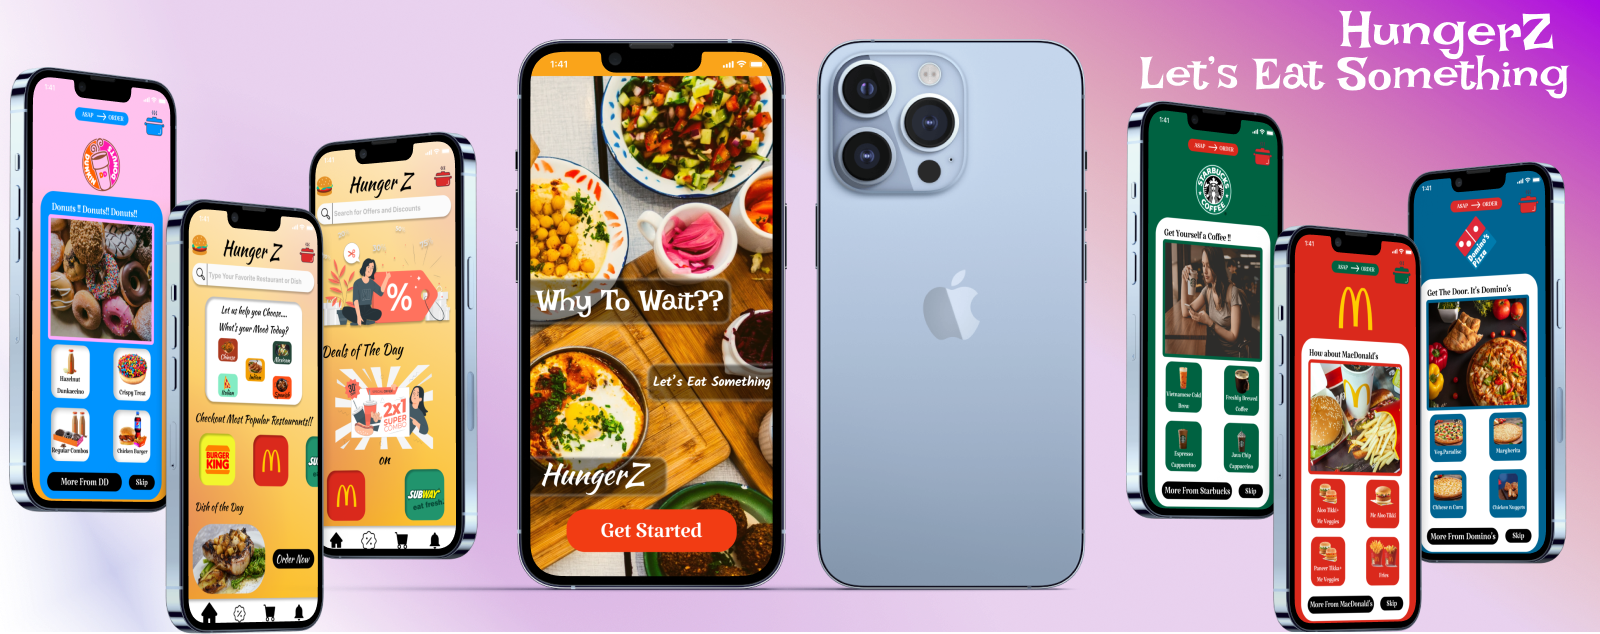 HungerZ
Let's Eat Something
1:41
ASAP → ORDER
DUNKIN' DONUTS
DD
Donuts !! Donuts!! Donuts!!
Hazelnut
Dunkaccino
Crispy Treat
Regular Combos
Chicken Burger
More From DD
Skip
1:41
Hunger Z
Type Your Favorite Restaurant or Dish
Let us help you Choose....
What's your Mood Today?
Chinese
Mexican
Indian
Italian
Spanish
Checkout Most Popular Restaurants!!
BURGER
KING
SU
Dish of the Day
Order Now
Hunger Z
Search for Offers and Discounts
%
Deals of The Day
2x1
SUPER
COMBO
on
SUBWAY
eat fresh.
1:41
Why To Wait??
Let's Eat Something
HungerZ
Get Started
1:41
ASAP → ORDER
STARBUCKS
COFFEE
Get Yourself a Coffee !!
Vietnamese Cold
Brew
Freshly Brewed
Coffee
Espresso
Cappuccino
Java Chip
Cappuccino
More From Starbucks
Skip
1:41
ASAP → ORDER
How about MacDonald's
Aloo Tikki+
Mc Veggies
Mc Aloo Tikki
Paneer Tikka+
Mc Veggies
Fries
More From MacDonald's
Skip
1:41
ASAP → ORDER
Domino's
Pizza
Get The Door. It's Domino's
Veg.Paradise
Margherita
Chicken Nuggets
More From Domino's
Skip